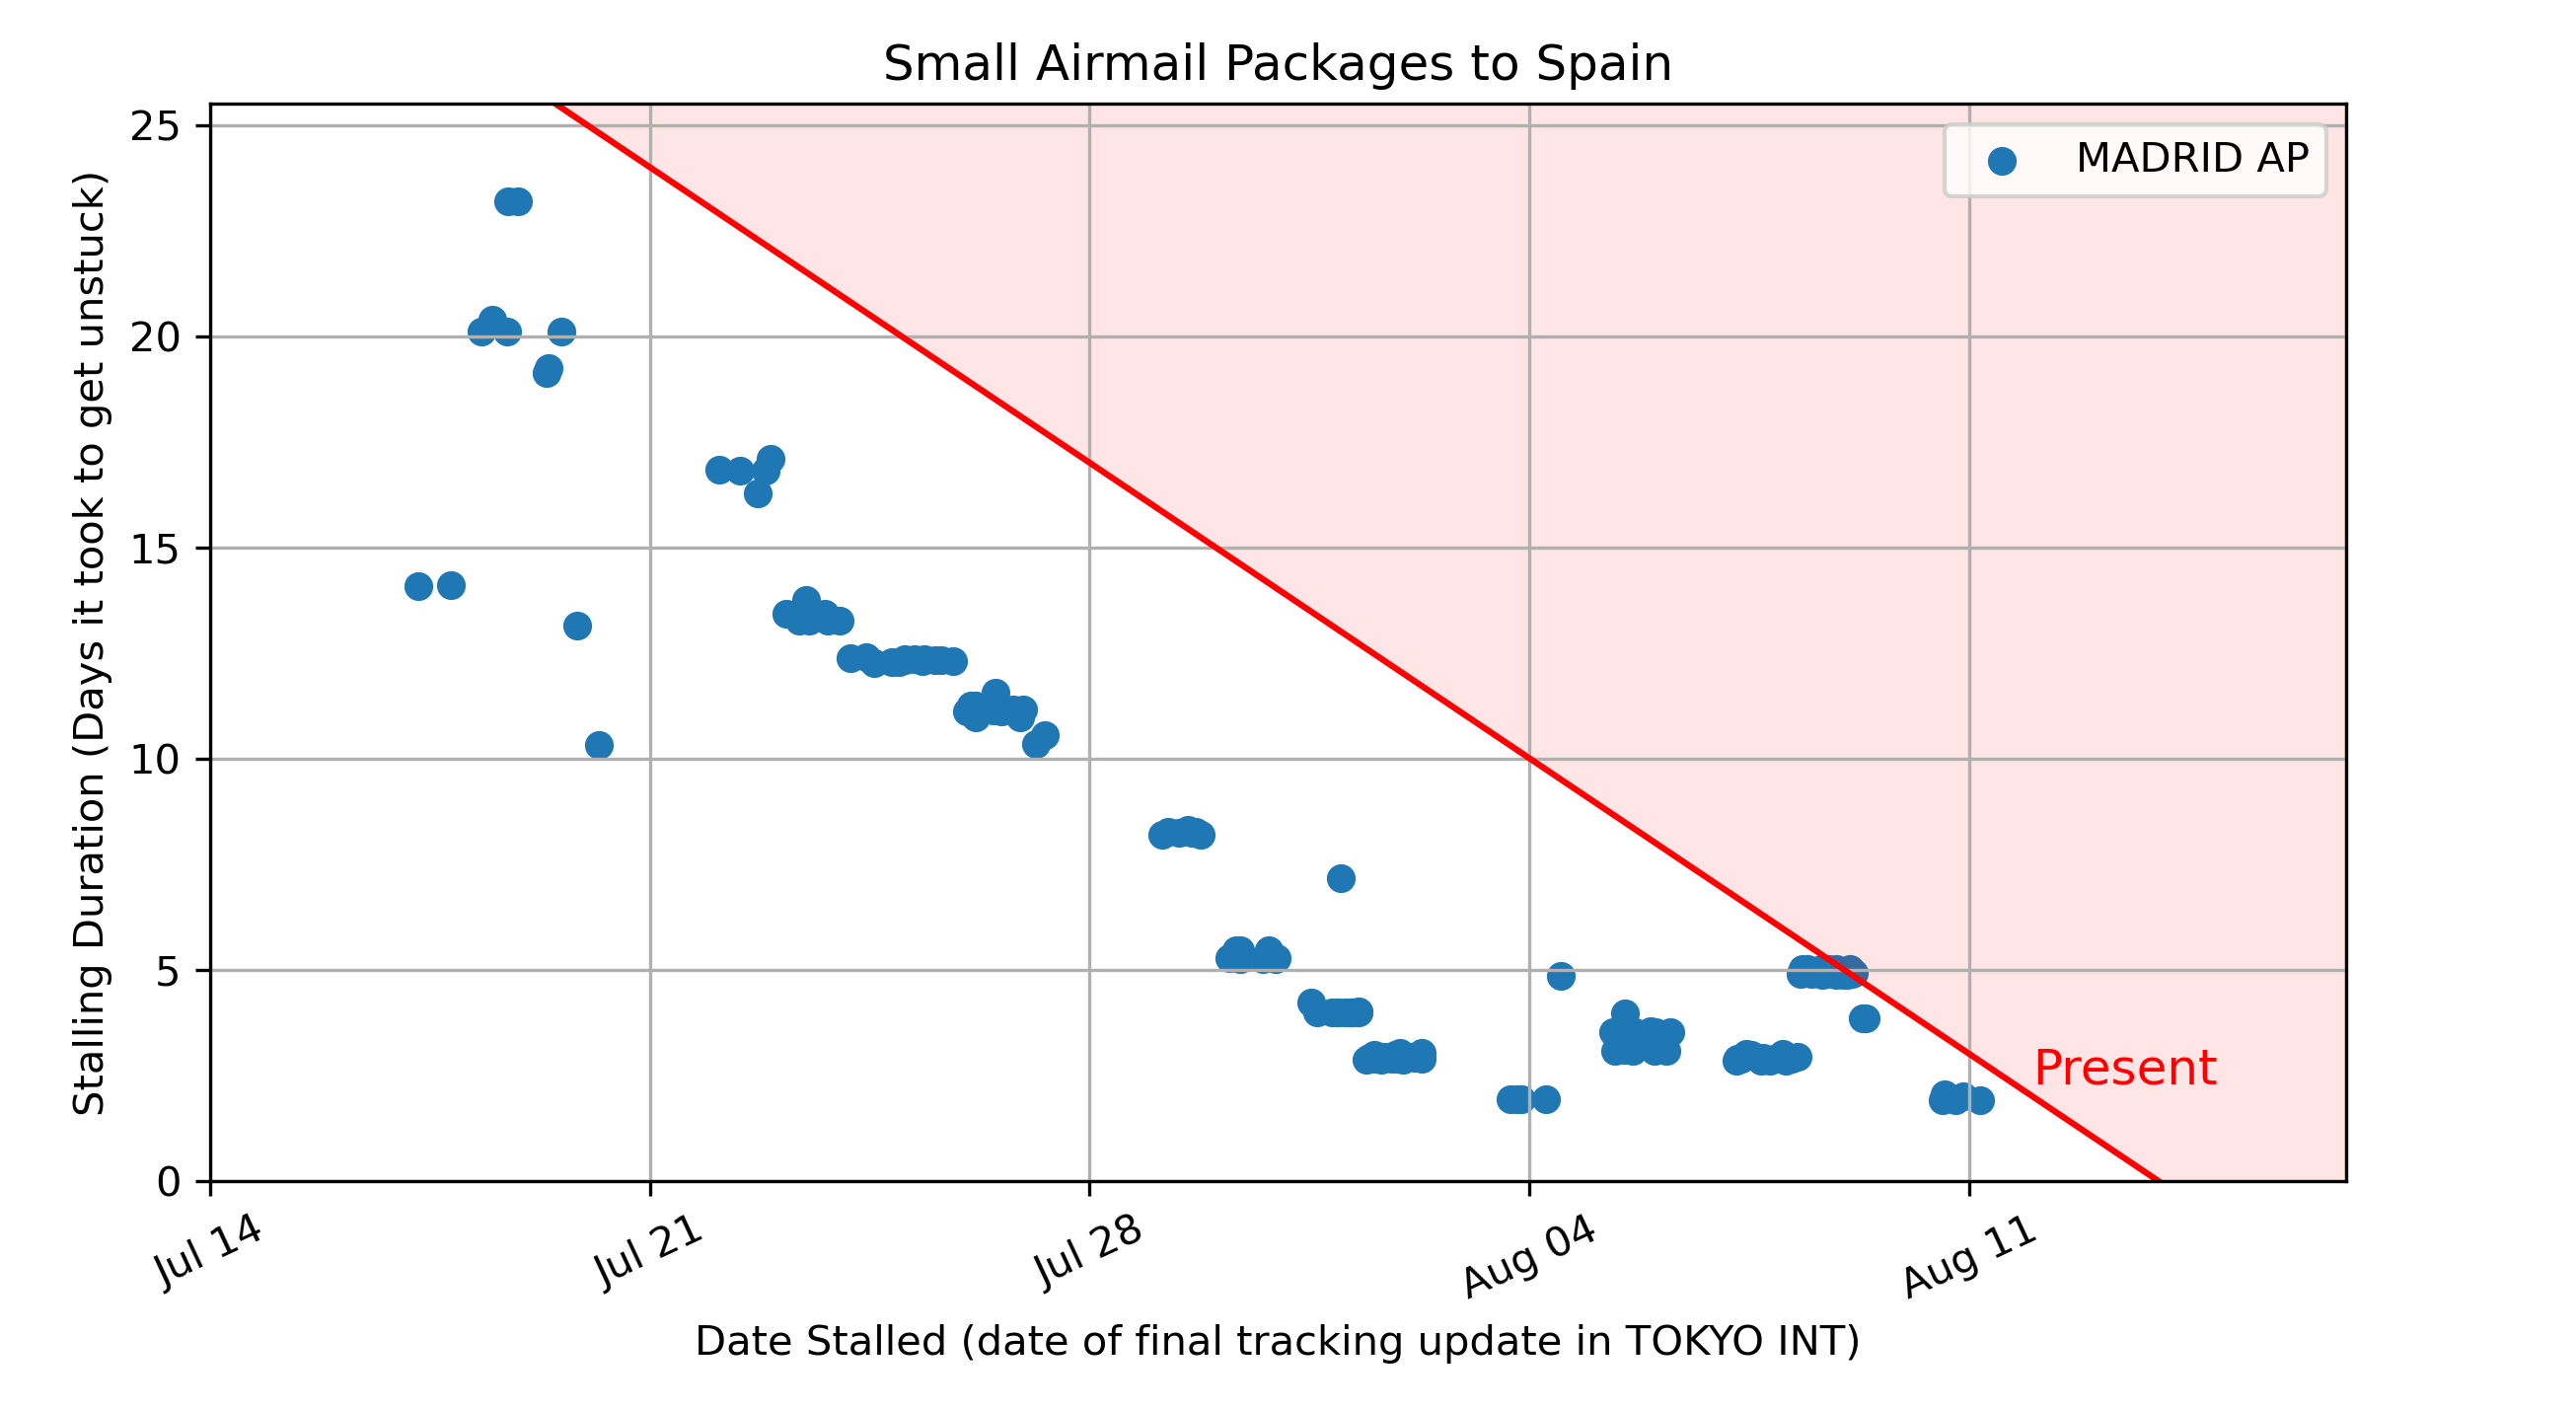 Small Airmail Packages to Spain
MADRID AP
Stalling Duration (Days it took to get unstuck)
25
20
15
10
5
0
Present
Jul 14
Jul 21
Jul 28
Aug 04
Aug 11
Date Stalled (date of final tracking update in TOKYO INT)